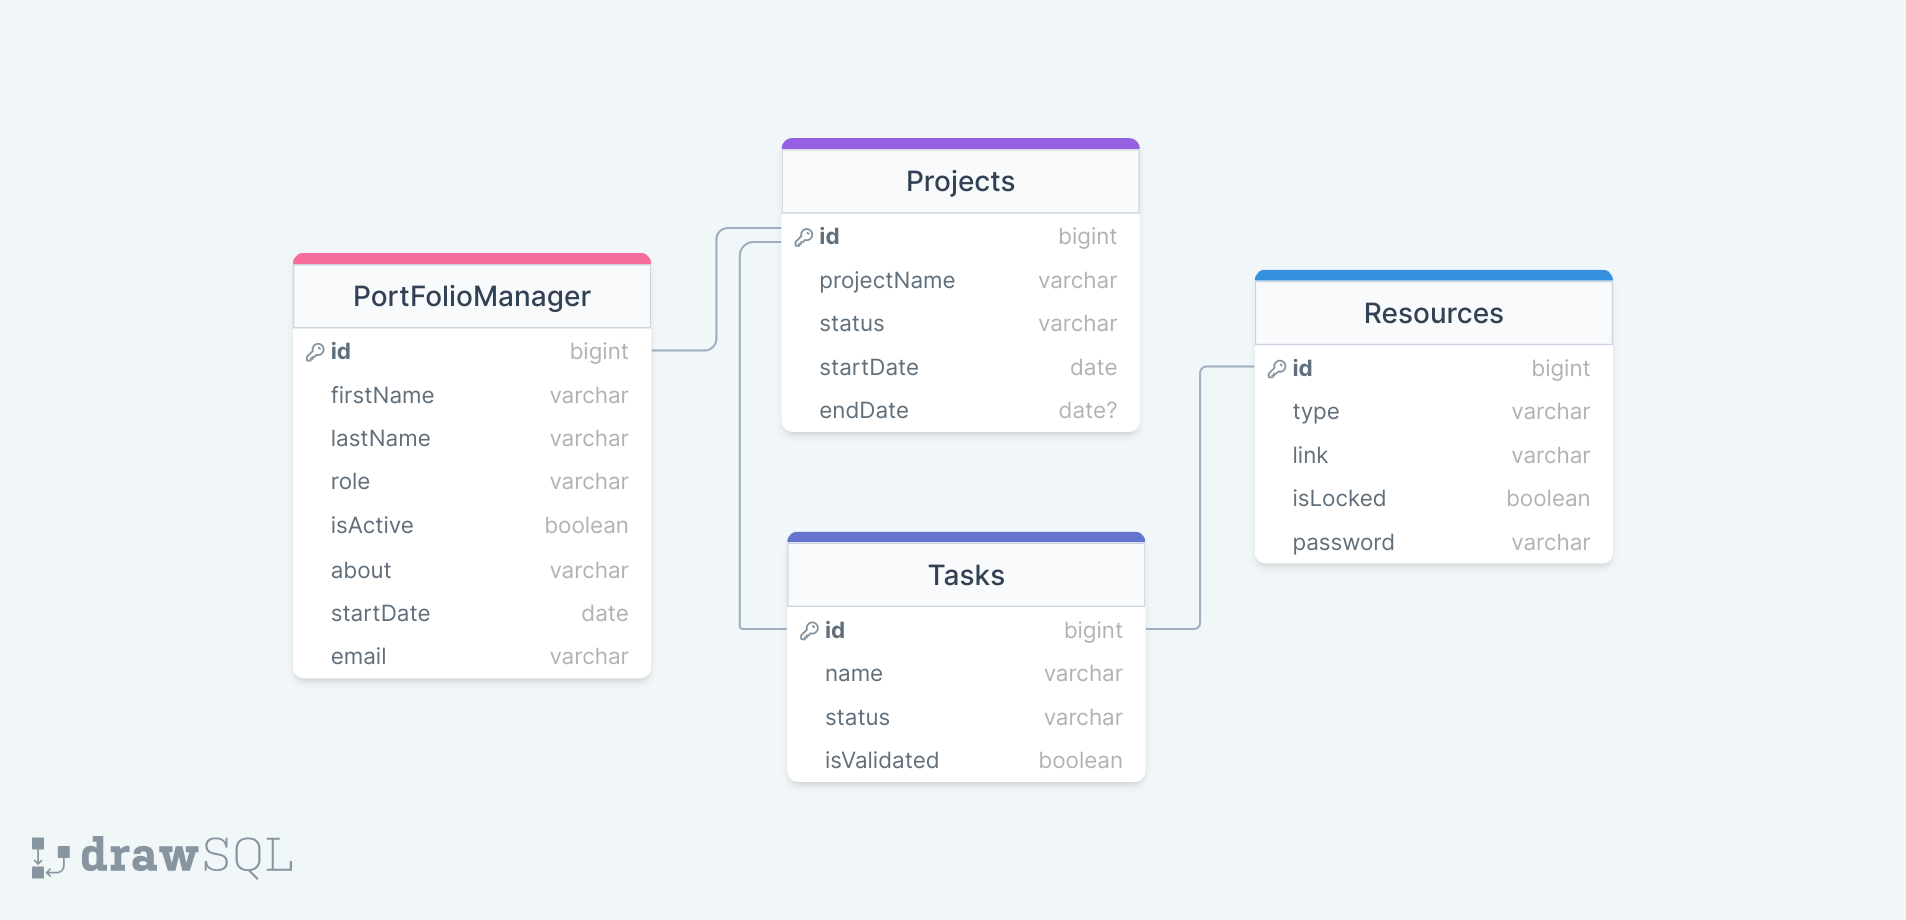 PortFolioManager
id bigint
firstName varchar
lastName varchar
role varchar
isActive boolean
about varchar
startDate date
email varchar
Projects
id bigint
projectName varchar
status varchar
startDate date
endDate date?
Tasks
id bigint
name varchar
status varchar
isValidated boolean
Resources
id bigint
type varchar
link varchar
isLocked boolean
password varchar
drawSQL